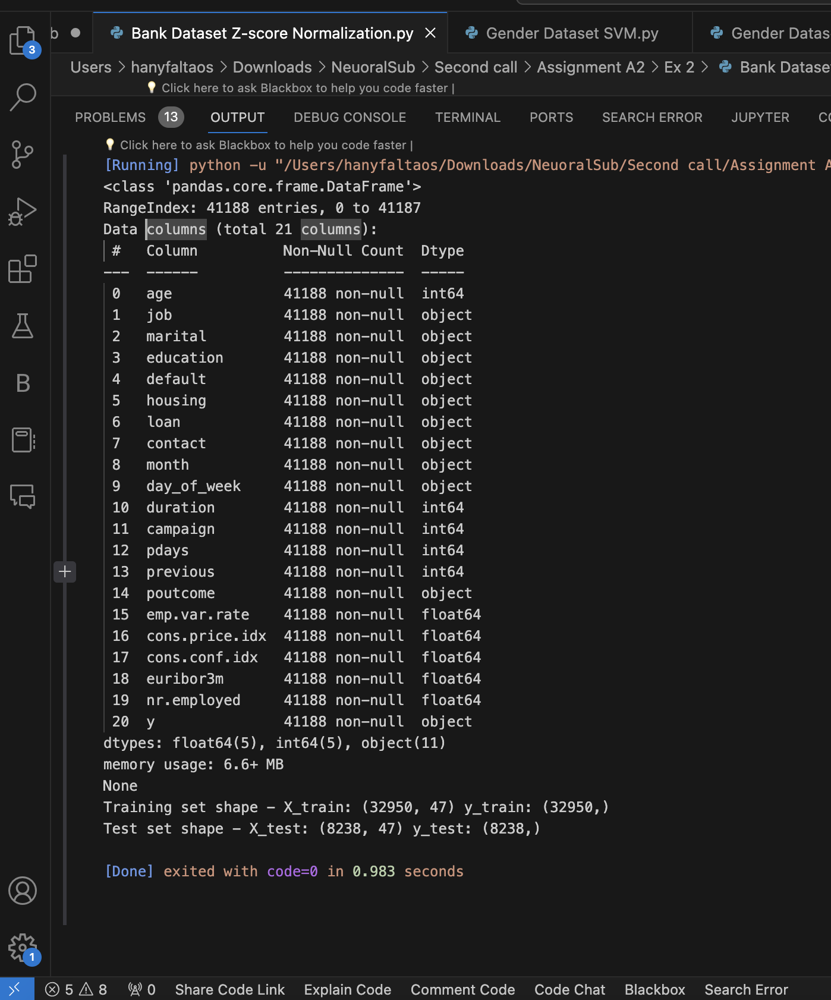 b ● Bank Dataset Z-score Normalization.py × Gender Dataset SVM.py Gender Datas
Users > hanyfaltaos > Downloads > NeuoralSub > Second call > Assignment A2 > Ex 2 > Bank Datase
Click here to ask Blackbox to help you code faster |
PROBLEMS 13 OUTPUT DEBUG CONSOLE TERMINAL PORTS SEARCH ERROR JUPYTER CO
Click here to ask Blackbox to help you code faster |
[Running] python -u "/Users/hanyfaltaos/Downloads/NeuoralSub/Second call/Assignment A
<class 'pandas.core.frame.DataFrame'>
RangeIndex: 41188 entries, 0 to 41187
Data columns (total 21 columns):
# Column Non-Null Count Dtype
--- ------ -------------- -----
0 age 41188 non-null int64
1 job 41188 non-null object
2 marital 41188 non-null object
3 education 41188 non-null object
4 default 41188 non-null object
5 housing 41188 non-null object
6 loan 41188 non-null object
7 contact 41188 non-null object
8 month 41188 non-null object
9 day_of_week 41188 non-null object
10 duration 41188 non-null int64
11 campaign 41188 non-null int64
12 pdays 41188 non-null int64
13 previous 41188 non-null int64
14 poutcome 41188 non-null object
15 emp.var.rate 41188 non-null float64
16 cons.price.idx 41188 non-null float64
17 cons.conf.idx 41188 non-null float64
18 euribor3m 41188 non-null float64
19 nr.employed 41188 non-null float64
20 y 41188 non-null object
dtypes: float64(5), int64(5), object(11)
memory usage: 6.6+ MB
None
Training set shape - X_train: (32950, 47) y_train: (32950,)
Test set shape - X_test: (8238, 47) y_test: (8238,)
[Done] exited with code=0 in 0.983 seconds
3
B
1
5 8 0 Share Code Link Explain Code Comment Code Code Chat Blackbox Search Error